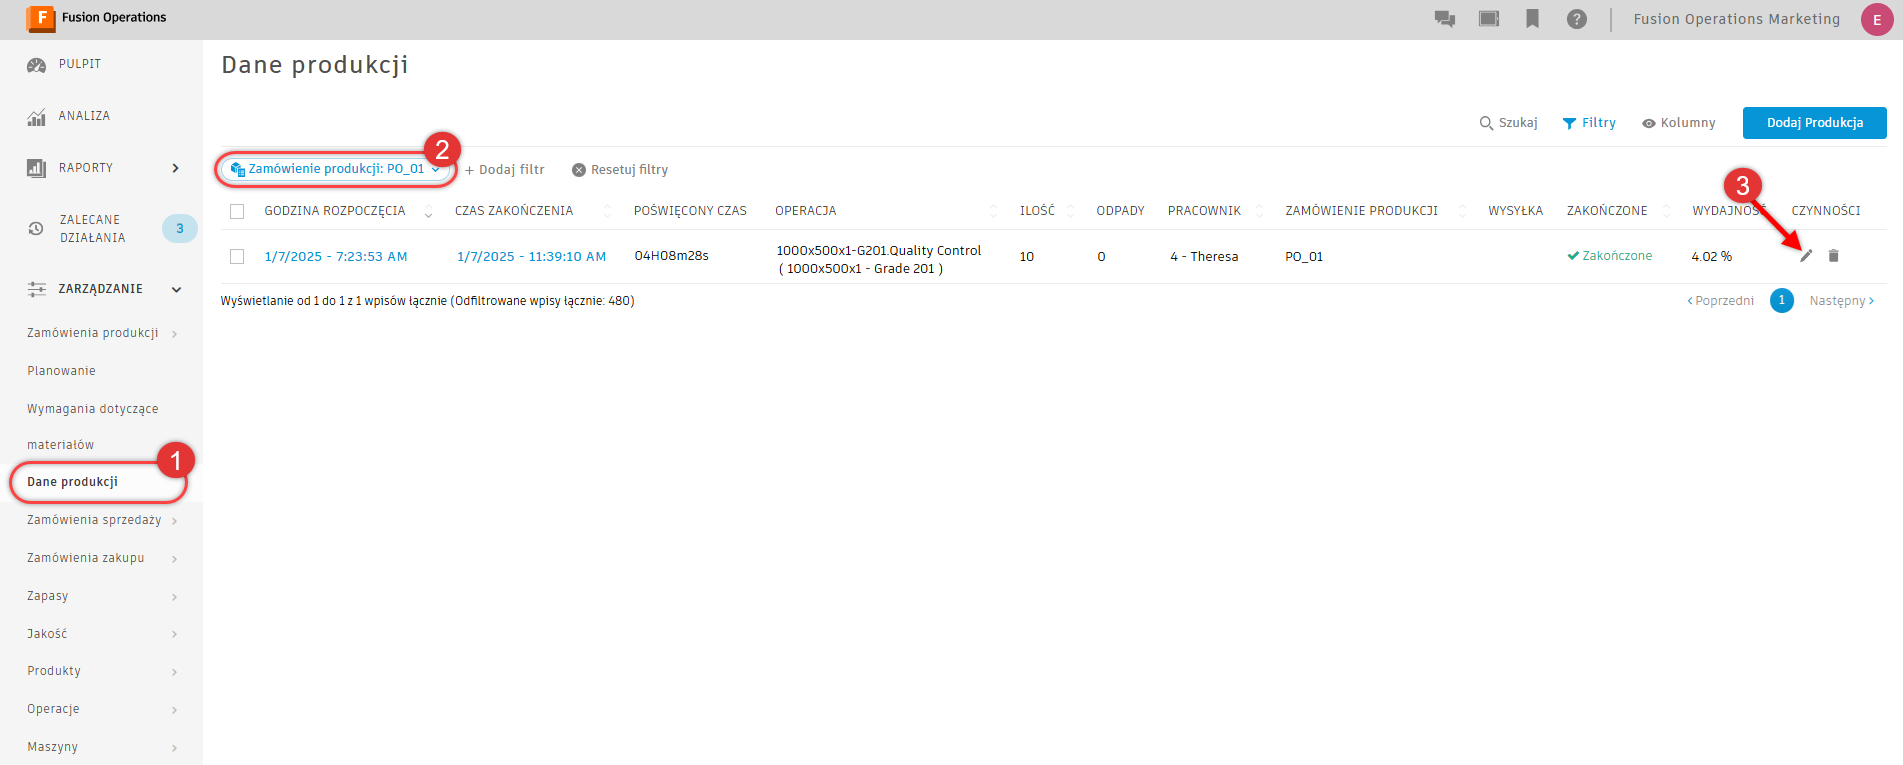 F Fusion Operations
Fusion Operations Marketing E
PULPIT
ANALIZA
RAPORTY
ZALECANE
DZIAŁANIA
3
ZARZĄDZANIE
Zamówienia produkcji
Planowanie
Wymagania dotyczące
materiałów
1
Dane produkcji
Zamówienia sprzedaży
Zamówienia zakupu
Zapasy
Jakość
Produkty
Operacje
Maszyny
Dane produkcji
Szukaj Filtry Kolumny Dodaj Produkcja
2
Zamówienie produkcji: PO_01 + Dodaj filtr Resetuj filtry
3
GODZINA ROZPOCZĘCIA CZAS ZAKOŃCZENIA POŚWIĘCONY CZAS OPERACJA ILOŚĆ ODPADY PRACOWNIK ZAMÓWIENIE PRODUKCJI WYSYŁKA ZAKOŃCZONE WYDAJNOŚĆ CZYNNOŚCI
1/7/2025 - 7:23:53 AM 1/7/2025 - 11:39:10 AM 04H08m28s 1000x500x1-G201.Quality Control
( 1000x500x1 - Grade 201 ) 10 0 4 - Theresa PO_01 Zakończone 4.02 %
Wyświetlanie od 1 do 1 z 1 wpisów łącznie (Odfiltrowane wpisy łącznie: 480)
Poprzedni 1 Następny